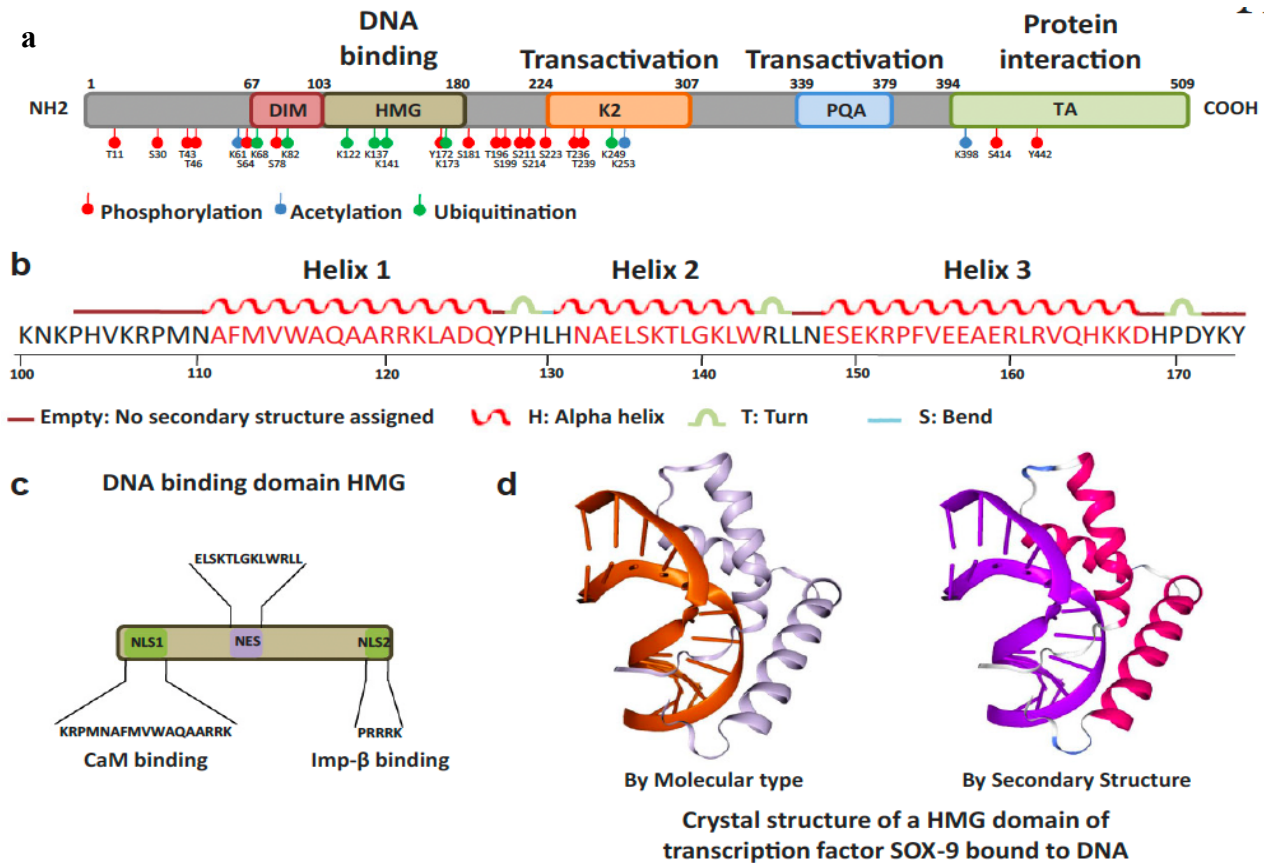 a
DNA
binding
Transactivation
Transactivation
Protein
interaction
1 67 103 180 224 307 339 379 394 509
NH2 DIM HMG K2 PQA TA COOH
T11 S30 T43 K61 K68 K82 K122 K137 Y172 S181 T196 S211 S223 T236 K249 K398 S414 Y442
T46 S64 S78 K141 K173 S199 S214 T239 K253
Phosphorylation Acetylation Ubiquitination
b
Helix 1 Helix 2 Helix 3
KNKPHVKRPMNAFMVWAQAARRKLADQYPHLHNAELSKTLGKLWRLLNESEKRPFVEEAERLRVQHKKDHPDYKY
100 110 120 130 140 150 160 170
Empty: No secondary structure assigned H: Alpha helix T: Turn S: Bend
c
DNA binding domain HMG
ELSKTLGKLWRLL
NLS1 NES NLS2
KRPMNAFMVWAQAARRK PRRRK
CaM binding Imp-β binding
d
By Molecular type By Secondary Structure
Crystal structure of a HMG domain of
transcription factor SOX-9 bound to DNA